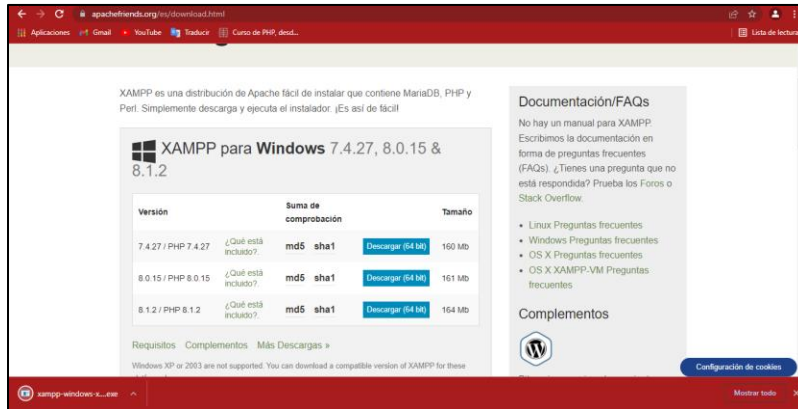 apachefriends.org/es/download.html
Aplicaciones Gmail YouTube Traducir Curso de PHP, desd... Lista de lectura
XAMPP es una distribución de Apache fácil de instalar que contiene MariaDB, PHP y
Perl. Simplemente descarga y ejecuta el instalador. ¡Es así de fácil!
XAMPP para Windows 7.4.27, 8.0.15 &
8.1.2
Versión Suma de comprobación Tamaño
7.4.27 / PHP 7.4.27 ¿Qué está incluido? md5 sha1 Descargar (64 bit) 160 Mb
8.0.15 / PHP 8.0.15 ¿Qué está incluido? md5 sha1 Descargar (64 bit) 161 Mb
8.1.2 / PHP 8.1.2 ¿Qué está incluido? md5 sha1 Descargar (64 bit) 164 Mb
Requisitos Complementos Más Descargas »
Windows XP or 2003 are not supported. You can download a compatible version of XAMPP for these
Documentación/FAQs
No hay un manual para XAMPP.
Escribimos la documentación en
forma de preguntas frecuentes
(FAQs). ¿Tienes una pregunta que no
está respondida? Prueba los Foros o
Stack Overflow.
• Linux Preguntas frecuentes
• Windows Preguntas frecuentes
• OS X Preguntas frecuentes
• OS X XAMPP-VM Preguntas
frecuentes
Complementos
Configuración de cookies
xampp-windows-x....exe
Mostrar todo